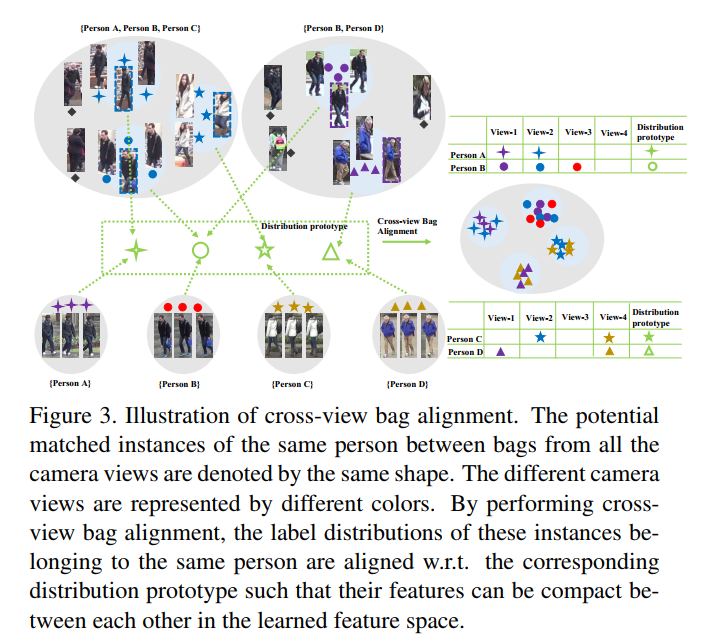 {Person A, Person B, Person C}
{Person B, Person D}
Distribution prototype
Cross-view Bag
Alignment
{Person A}
{Person B}
{Person C}
{Person D}
View-1 View-2 View-3 View-4 Distribution
prototype
Person A
Person B
View-1 View-2 View-3 View-4 Distribution
prototype
Person C
Person D
Figure 3. Illustration of cross-view bag alignment. The potential
matched instances of the same person between bags from all the
camera views are denoted by the same shape. The different camera
views are represented by different colors. By performing cross-
view bag alignment, the label distributions of these instances be-
longing to the same person are aligned w.r.t. the corresponding
distribution prototype such that their features can be compact be-
tween each other in the learned feature space.